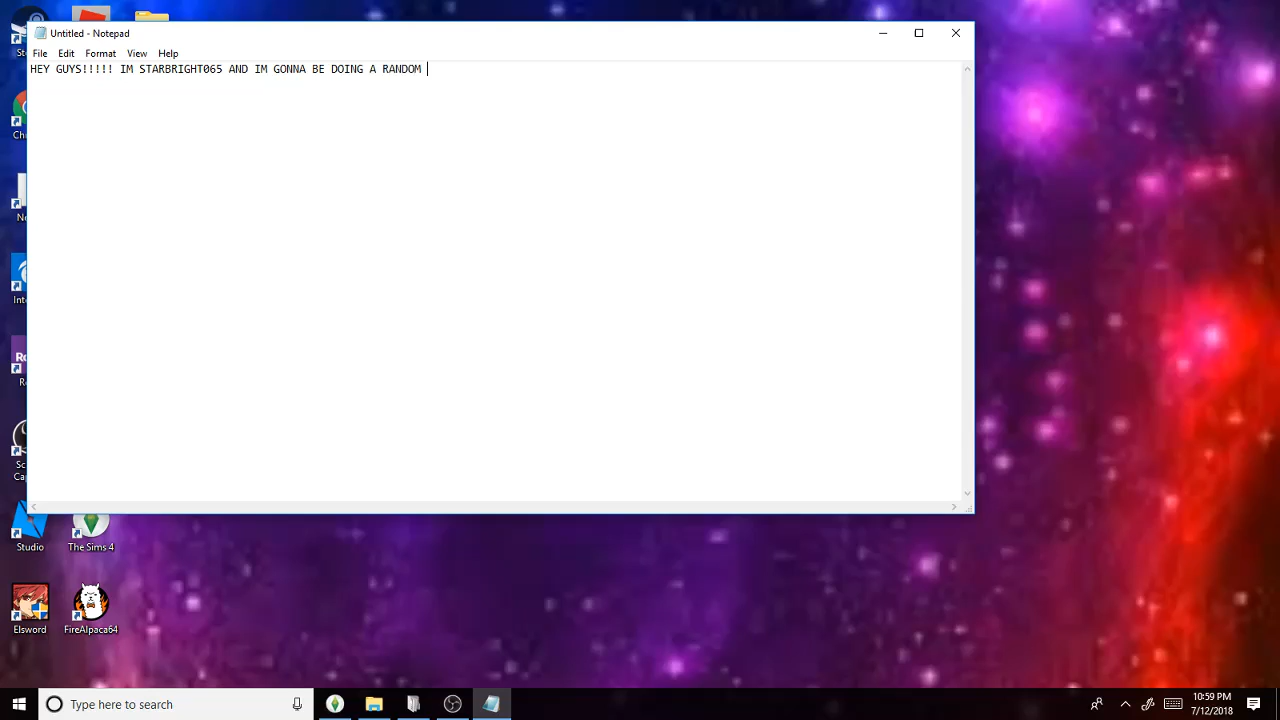 Untitled - Notepad
File Edit Format View Help
HEY GUYS!!!!! IM STARBRIGHT065 AND IM GONNA BE DOING A RANDOM
Studio
The Sims 4
Elsword
FireAlpaca64
Type here to search
10:59 PM
7/12/2018